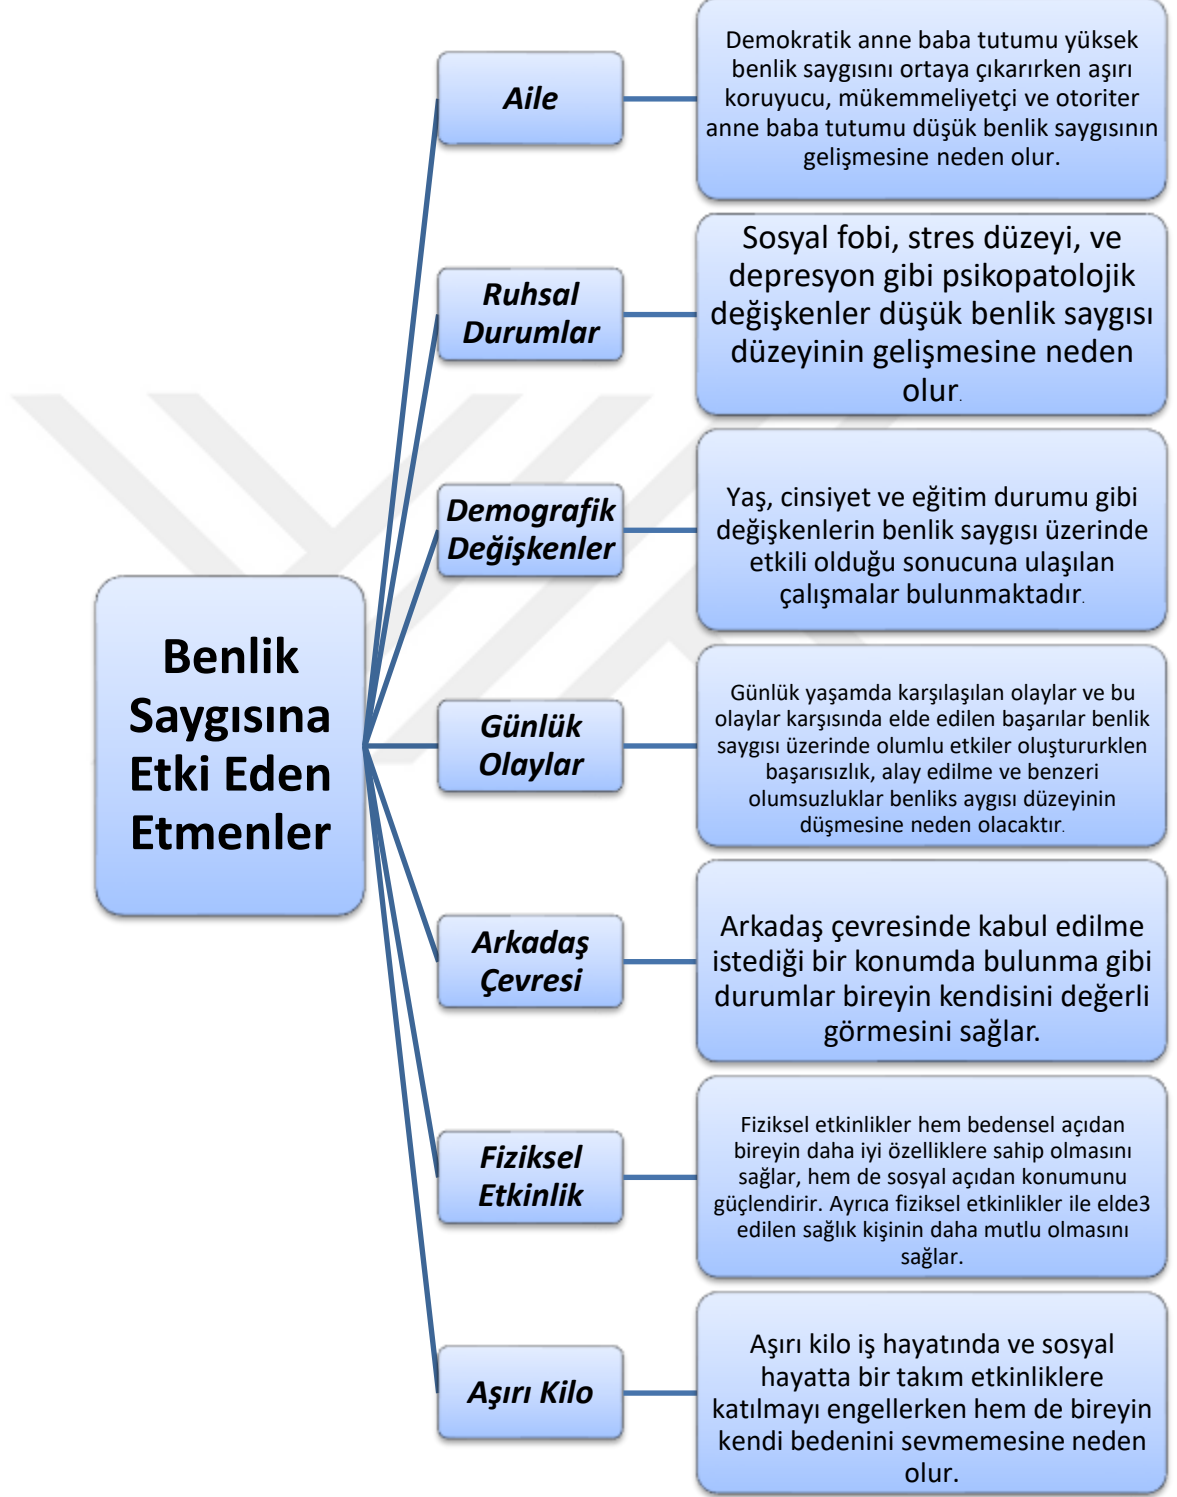 Benlik
Saygısına
Etki Eden
Etmenler
Aile
Demokratik anne baba tutumu yüksek
benlik saygısını ortaya çıkarırken aşırı
koruyucu, mükemmeliyetçi ve otoriter
anne baba tutumu düşük benlik saygısının
gelişmesine neden olur.
Ruhsal
Durumlar
Sosyal fobi, stres düzeyi, ve
depresyon gibi psikopatolojik
değişkenler düşük benlik saygısı
düzeyinin gelişmesine neden
olur.
Demografik
Değişkenler
Yaş, cinsiyet ve eğitim durumu gibi
değişkenlerin benlik saygısı üzerinde
etkili olduğu sonucuna ulaşılan
çalışmalar bulunmaktadır.
Günlük
Olaylar
Günlük yaşamda karşılaşılan olaylar ve bu
olaylar karşısında elde edilen başarılar benlik
saygısı üzerinde olumlu etkiler oluştururklen
başarısızlık, alay edilme ve benzeri
olumsuzluklar benliks aygısı düzeyinin
düşmesine neden olacaktır.
Arkadaş
Çevresi
Arkadaş çevresinde kabul edilme
istediği bir konumda bulunma gibi
durumlar bireyin kendisini değerli
görmesini sağlar.
Fiziksel
Etkinlik
Fiziksel etkinlikler hem bedensel açıdan
bireyin daha iyi özelliklere sahip olmasını
sağlar, hem de sosyal açıdan konumunu
güçlendirir. Ayrıca fiziksel etkinlikler ile elde3
edilen sağlık kişinin daha mutlu olmasını
sağlar.
Aşırı Kilo
Aşırı kilo iş hayatında ve sosyal
hayatta bir takım etkinliklere
katılmayı engellerken hem de bireyin
kendi bedenini sevmemesine neden
olur.